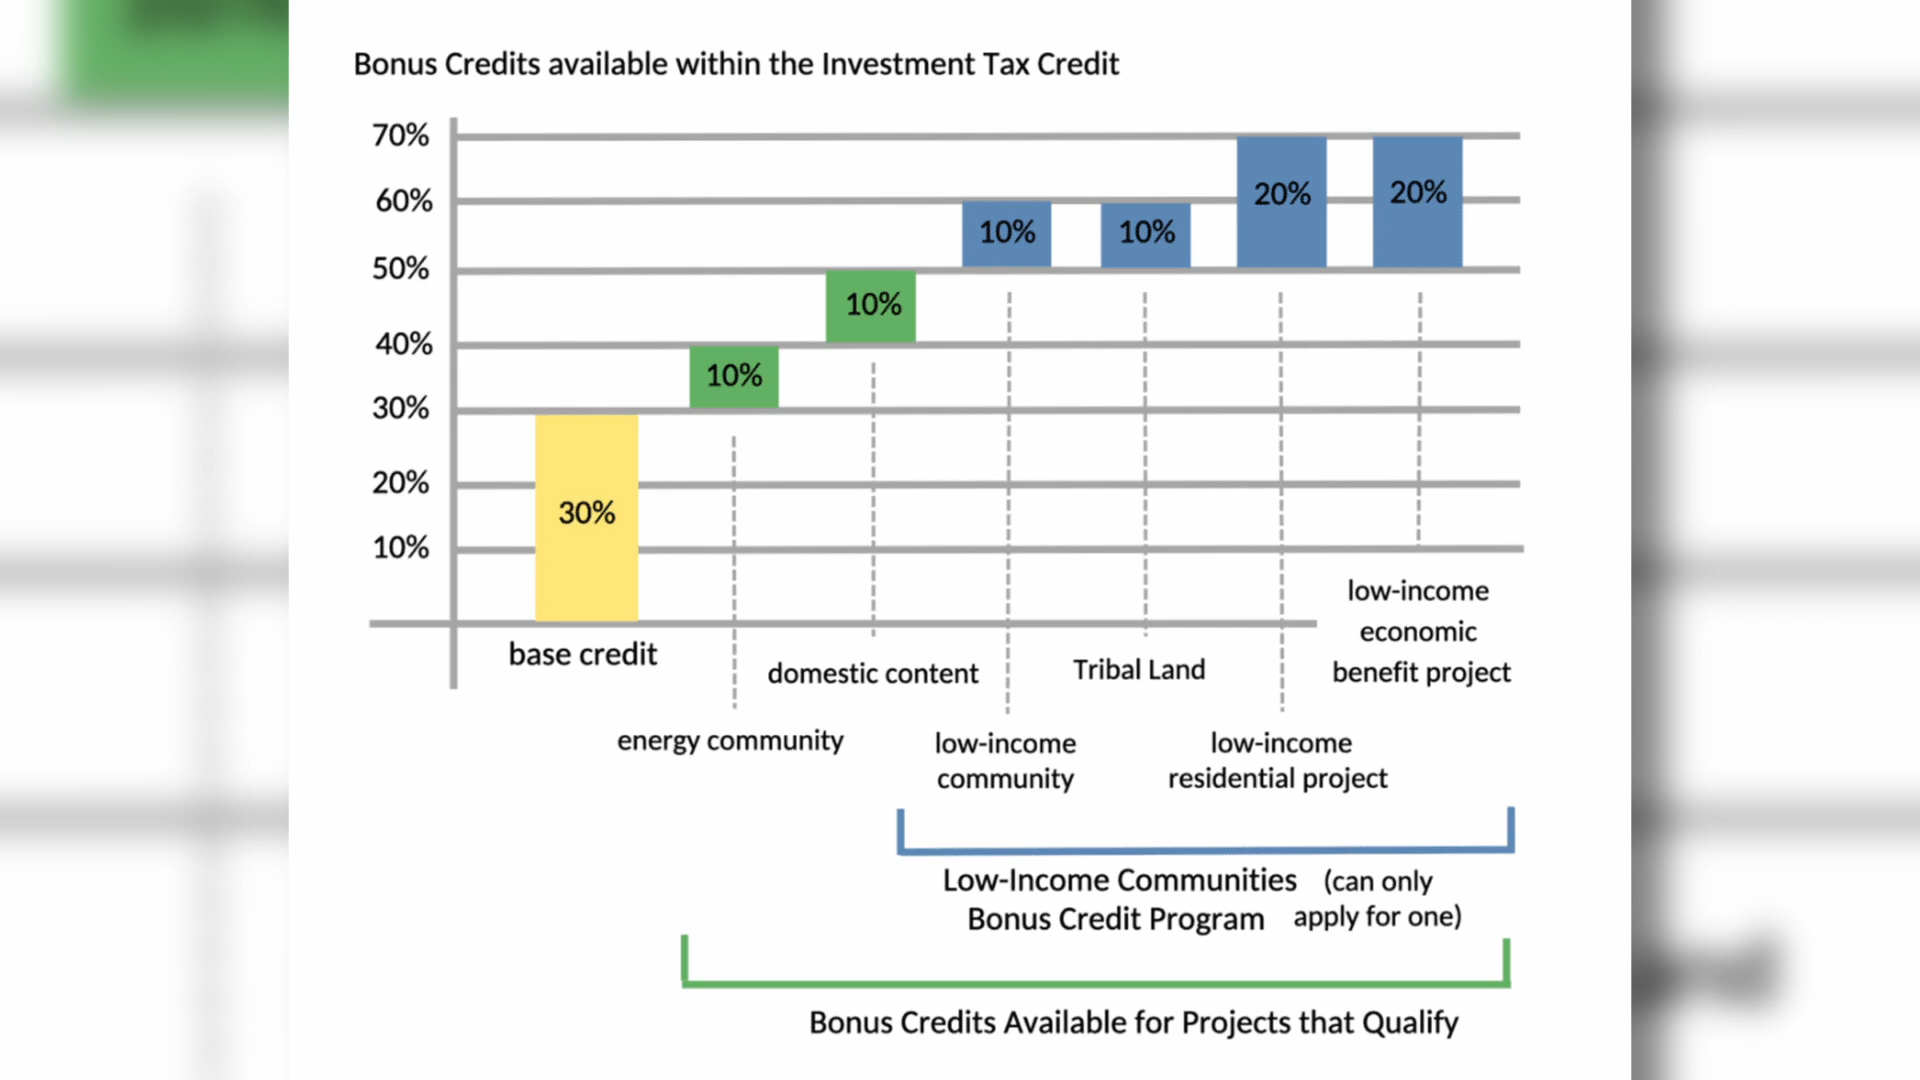 Bonus Credits available within the Investment Tax Credit
70%
60%
50%
40%
30%
20%
10%
30%
10%
10%
10%
10%
20%
20%
base credit
energy community
domestic content
low-income
community
Tribal Land
low-income
residential project
low-income
economic
benefit project
Low-Income Communities
Bonus Credit Program
(can only
apply for one)
Bonus Credits Available for Projects that Qualify